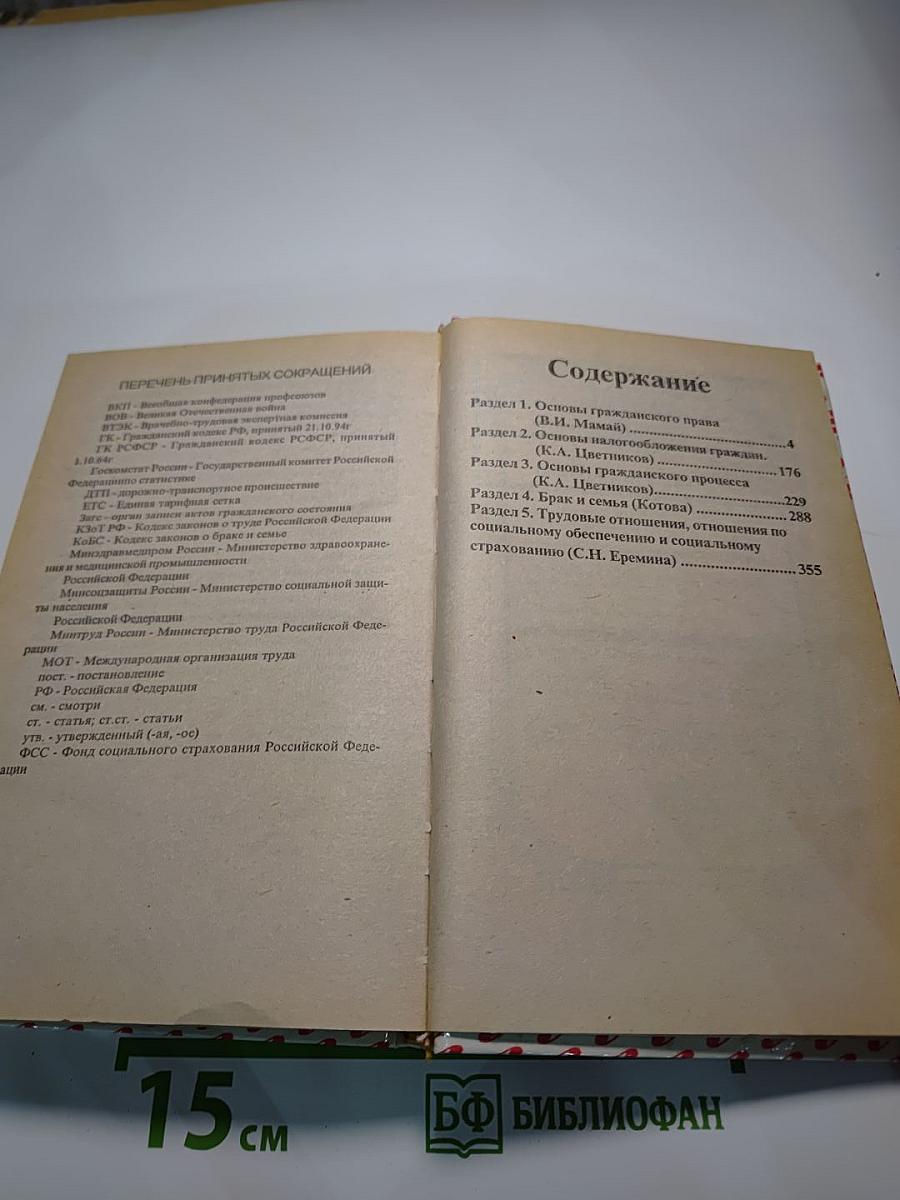 ПЕРЕЧЕНЬ ПРИНЯТЫХ СОКРАЩЕНИЙ
ВКП - Всеобщая конфедерация профсоюзов
ВОВ - Великая Отечественная война
ВТЭК - Врачебно-трудовая экспертная комиссия
ГК - Гражданский кодекс РФ, принятый 21.10.94г
ГК РСФСР - Гражданский кодекс РСФСР, принятый
1.10.64г
Госкомстат России - Государственный комитет Российской
Федерации по статистике
ДТП - дорожно-транспортное происшествие
ЕТС - Единая тарифная сетка
Загс - орган записи актов гражданского состояния
КЗоТ РФ - Кодекс законов о труде Российской Федерации
КоБС - Кодекс законов о браке и семье
Минздравмедпром России - Министерство здравоохране-
ния и медицинской промышленности
Российской Федерации
Минсоцзащиты России - Министерство социальной защи-
ты населения
Российской Федерации
Минтруд России - Министерство труда Российской Феде-
рации
МОТ - Международная организация труда
пост. - постановление
РФ - Российская Федерация
см. - смотри
ст. - статья; ст.ст. - статьи
утв. - утвержденный (-ая, -ос)
ФСС - Фонд социального страхования Российской Феде-
ации
Содержание
Раздел 1. Основы гражданского права
(В.И. Мамай) ....................................4
Раздел 2. Основы налогообложения граждан.
(К.А. Цветников) ...........................176
Раздел 3. Основы гражданского процесса
(К.А. Цветников)............................229
Раздел 4. Брак и семья (Котова) .....................288
Раздел 5. Трудовые отношения, отношения по
социальному обеспечению и социальному
страхованию (С.Н. Еремина) .........................355
15 см
БФ БИБЛИОФАН